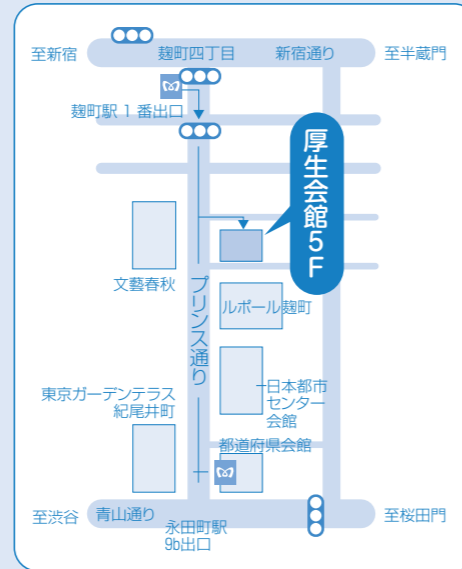 至新宿
麹町四丁目
新宿通り
至半蔵門
麹町駅 1 番出口
厚生会館5F
文藝春秋
プリンス通り
ルポール麹町
日本都市
センター
会館
東京ガーデンテラス
紀尾井町
都道府県会館
至渋谷
青山通り
永田町駅
9b出口
至桜田門